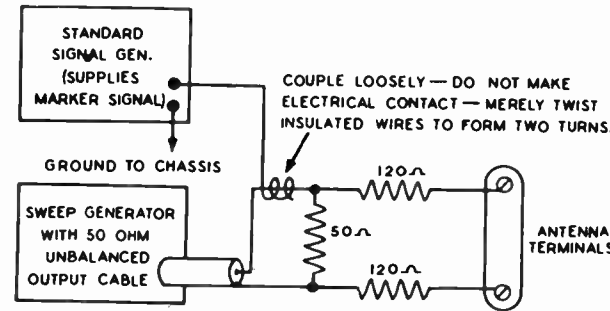 STANDARD
SIGNAL GEN.
(SUPPLIES
MARKER SIGNAL)
GROUND TO CHASSIS
COUPLE LOOSELY — DO NOT MAKE
ELECTRICAL CONTACT — MERELY TWIST
INSULATED WIRES TO FORM TWO TURNS.
SWEEP GENERATOR
WITH 50 OHM
UNBALANCED
OUTPUT CABLE
120Ω
50Ω
120Ω
ANTENNA
TERMINALS